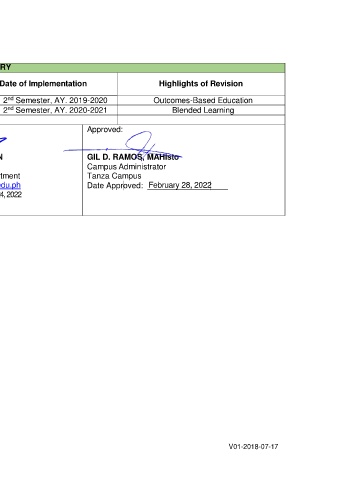 RY
Date of Implementation Highlights of Revision
2nd Semester, AY. 2019-2020 Outcomes-Based Education
2nd Semester, AY. 2020-2021 Blended Learning
Approved:
N GIL D. RAMOS, MAHisto
Campus Administrator
tment Tanza Campus
edu.ph Date Approved: February 28, 2022
4, 2022
V01-2018-07-17